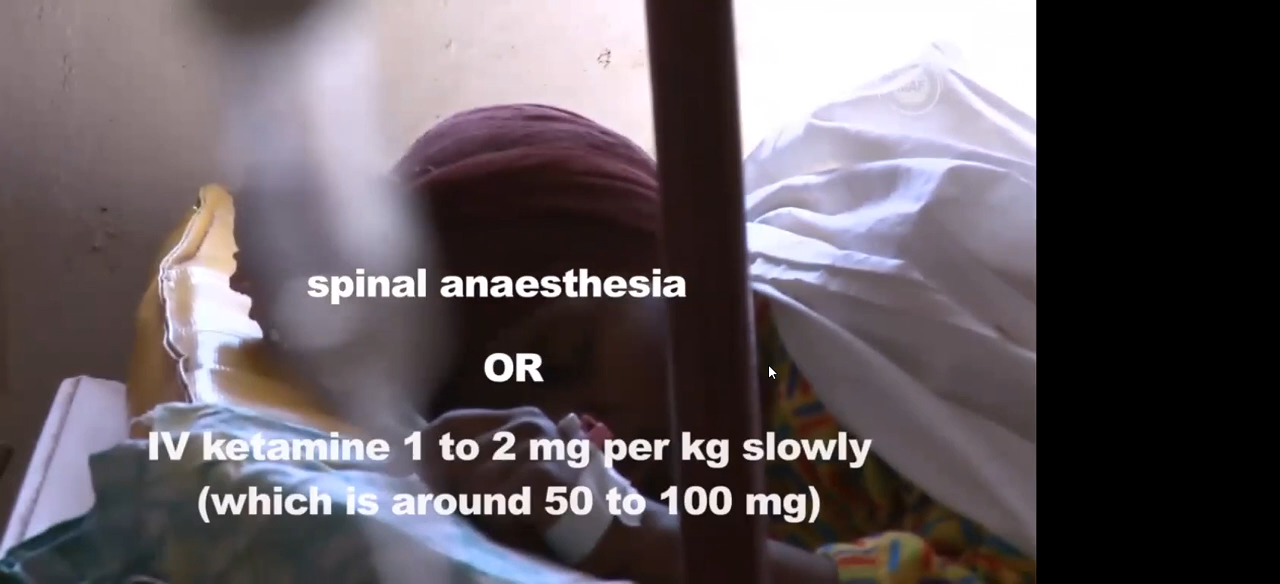 spinal anaesthesia
OR
IV ketamine 1 to 2 mg per kg slowly
(which is around 50 to 100 mg)